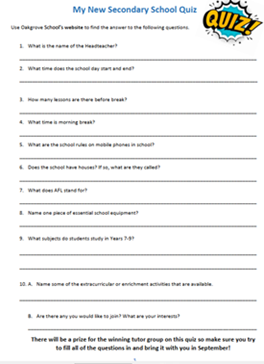 My New Secondary School Quiz
QUIZ!
Use Oakgrove School's website to find the answer to the following questions.
1. What is the name of the Headteacher?
2. What time does the school day start and end?
3. How many lessons are there before break?
4. What time is morning break?
5. What are the school rules on mobile phones in school?
6. Does the school have houses? If so, what are they called?
7. What does AFL stand for?
8. Name one piece of essential school equipment?
9. What subjects do students study in Years 7-9?
10. A. Name some of the extracurricular or enrichment activities that are available.
B. Are there any you would like to join? What are your interests?
There will be a prize for the winning tutor group on this quiz so make sure you try
to fill all of the questions in and bring it with you in September!